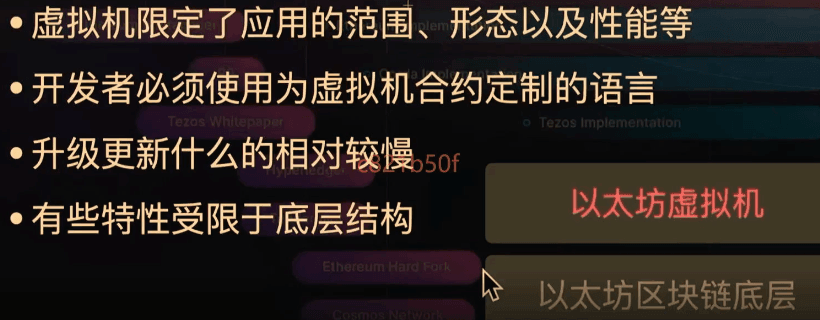 • 虚拟机限定了应用的范围、形态以及性能等
• 开发者必须使用为虚拟机合约定制的语言
Tezos Whitepaper
Tezos Implementation
• 升级更新什么的相对较慢
以太坊虚拟机
• 有些特性受限于底层结构
Ethereum Hard Fork
以太坊区块链底层
Cosmos Network